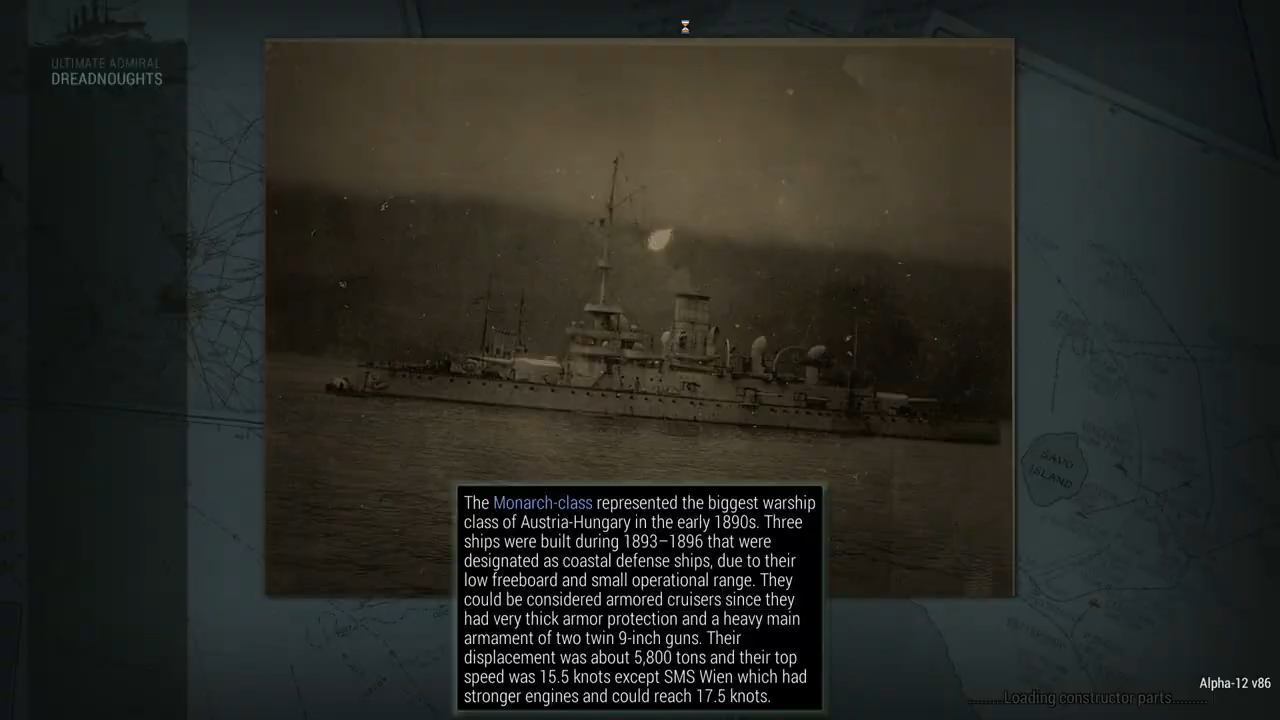 ULTIMATE ADMIRAL
DREADNOUGHTS
SAVO
ISLAND
The Monarch-class represented the biggest warship
class of Austria-Hungary in the early 1890s. Three
ships were built during 1893–1896 that were
designated as coastal defense ships, due to their
low freeboard and small operational range. They
could be considered armored cruisers since they
had very thick armor protection and a heavy main
armament of two twin 9-inch guns. Their
displacement was about 5,800 tons and their top
speed was 15.5 knots except SMS Wien which had
stronger engines and could reach 17.5 knots.
Alpha-12 v86
.........Loading constructor parts.........